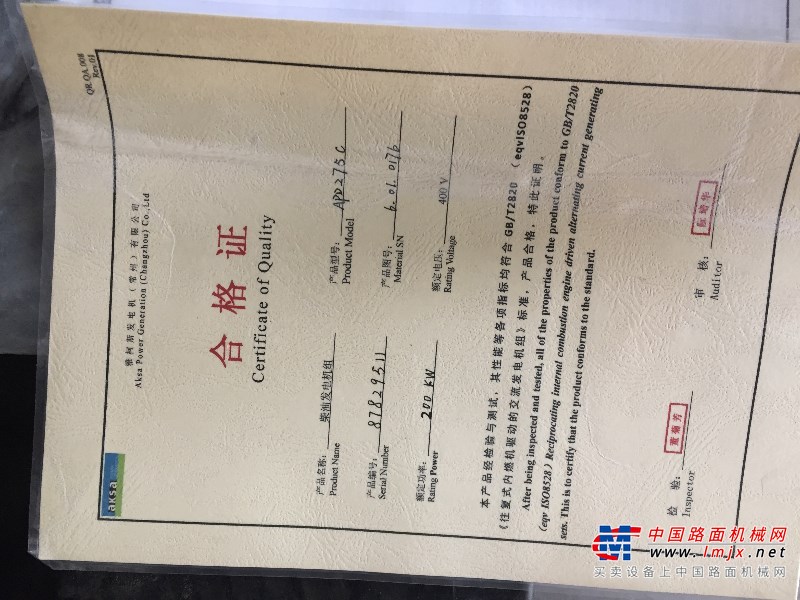 QR.QA.008
Rev.01
aksa
雅柯斯发电机（常州）有限公司
Aksa Power Generation (Changzhou) Co.,Ltd
合格证
Certificate of Quality
产品名称： 柴油发电机组 产品型号： APD275C
Product Name Product Model
产品编号： 87829511 产品图号： 6.01.0176
Serial Number Material SN
额定功率： 200 kW 额定电压： 400 V
Rating Power Rating Voltage
本产品经检验与测试，其性能等各项指标均符合 GB/T2820 （eqvISO8528）
《往复式内燃机驱动的交流发电机组》标准，产品合格，特此证明。
After being inspected and tested, all of the properties of the product conform to GB/T2820
（eqv ISO8528）Reciprocating internal combustion engine driven alternating current generating
sets. This is to certify that the product conforms to the standard.
检 验： 审 核：
Inspector Auditor
中国路面机械网
www.lmjx.net
买卖设备上中国路面机械网